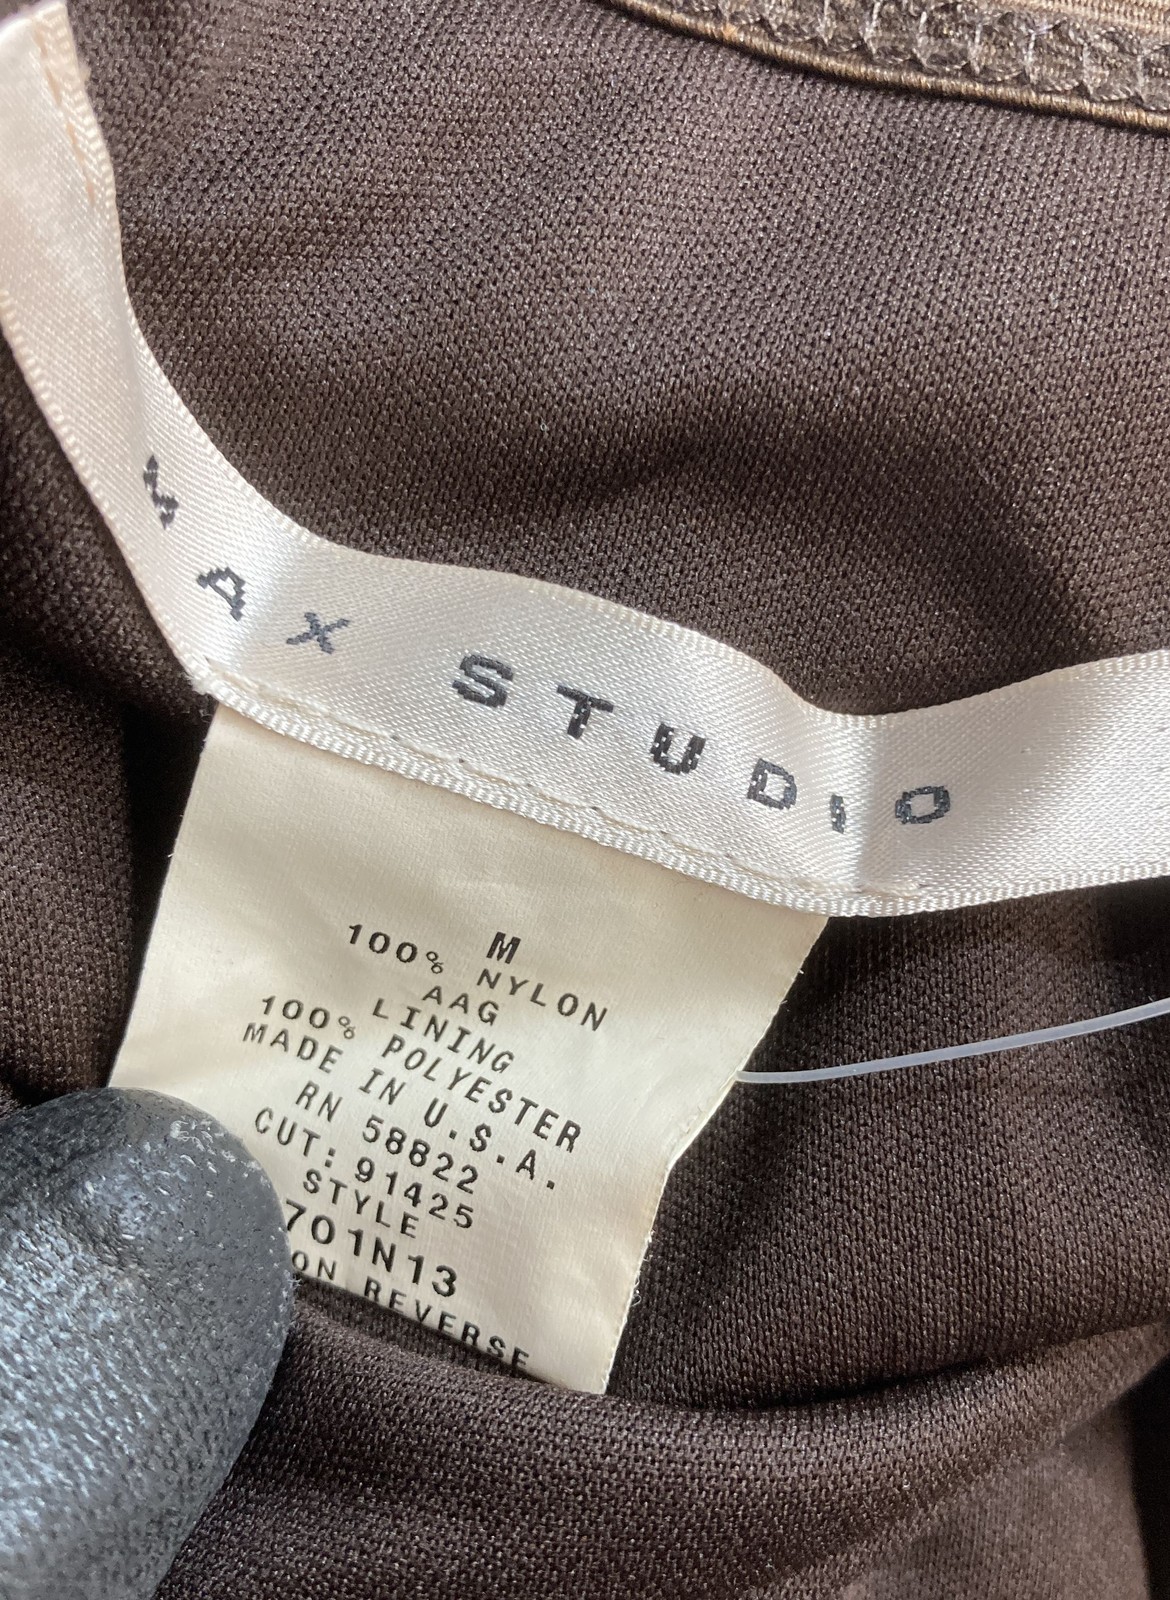 MAX STUDIO
M
100% NYLON
AAG
LINING
100% POLYESTER
MADE IN U.S.A.
RN 58822
CUT: 91425
STYLE
701N13
ON REVERSE